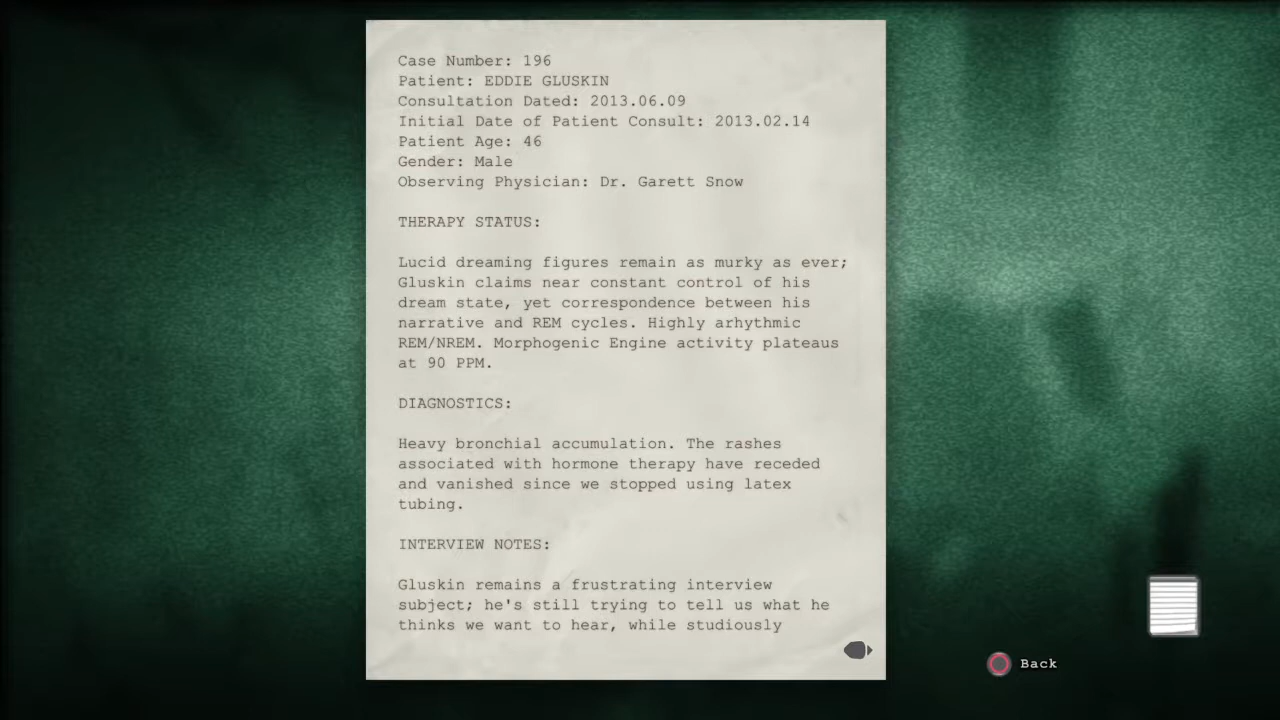 Case Number: 196
Patient: EDDIE GLUSKIN
Consultation Dated: 2013.06.09
Initial Date of Patient Consult: 2013.02.14
Patient Age: 46
Gender: Male
Observing Physician: Dr. Garett Snow
THERAPY STATUS:
Lucid dreaming figures remain as murky as ever;
Gluskin claims near constant control of his
dream state, yet correspondence between his
narrative and REM cycles. Highly arhythmic
REM/NREM. Morphogenic Engine activity plateaus
at 90 PPM.
DIAGNOSTICS:
Heavy bronchial accumulation. The rashes
associated with hormone therapy have receded
and vanished since we stopped using latex
tubing.
INTERVIEW NOTES:
Gluskin remains a frustrating interview
subject; he's still trying to tell us what he
thinks we want to hear, while studiously
Back